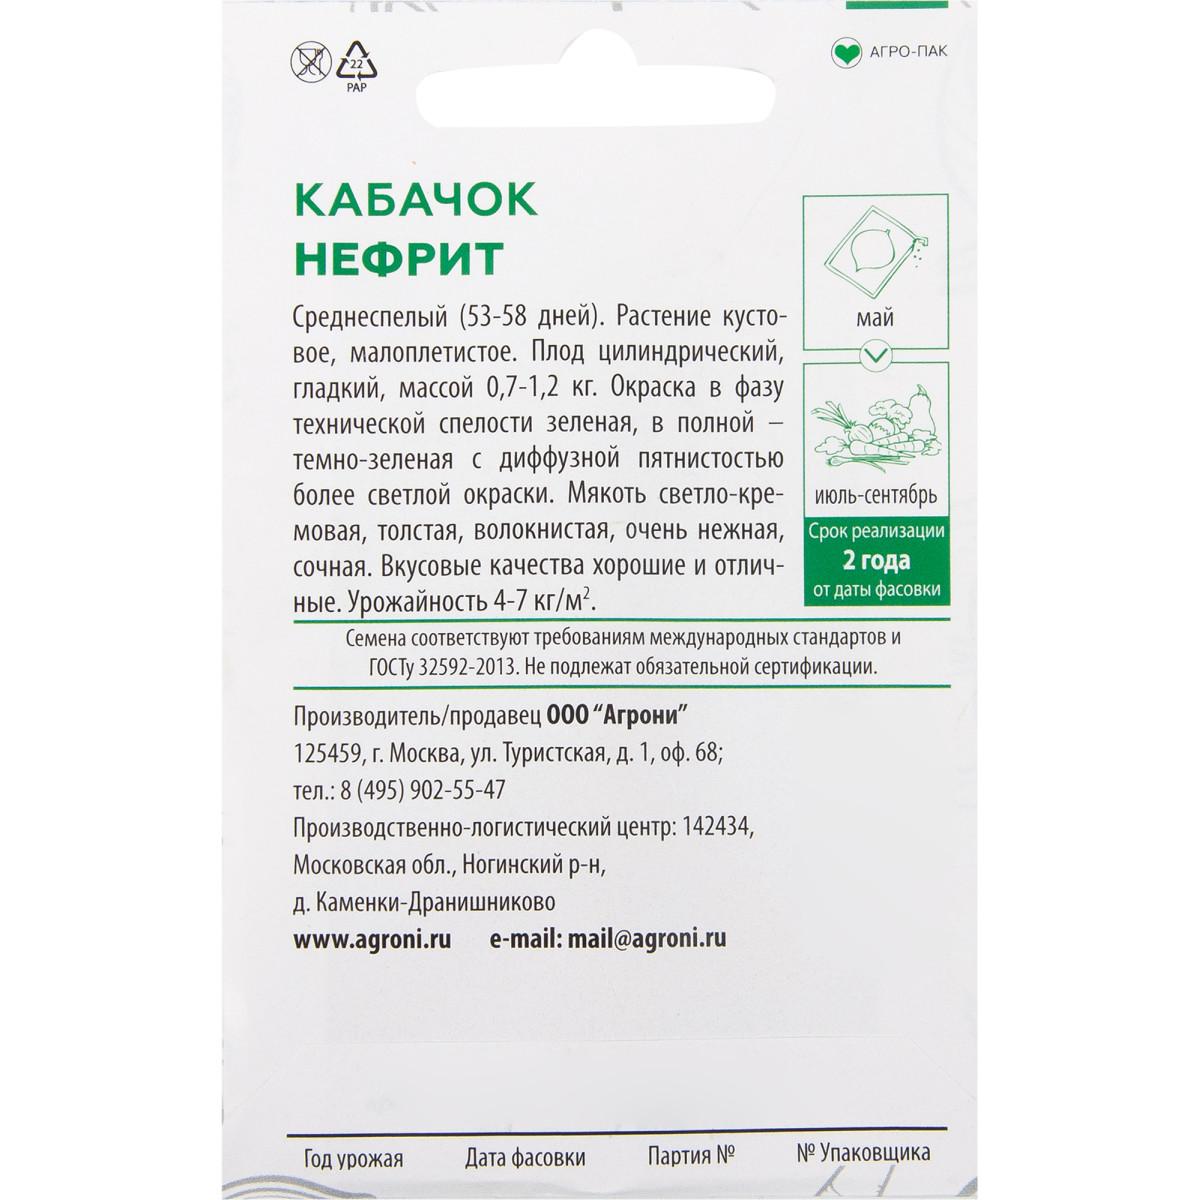 22
PAP
АГРО-ПАК
КАБАЧОК
НЕФРИТ
Среднеспелый (53-58 дней). Растение кусто-
вое, малоплетистое. Плод цилиндрический,
гладкий, массой 0,7-1,2 кг. Окраска в фазу
технической спелости зеленая, в полной –
темно-зеленая с диффузной пятнистостью
более светлой окраски. Мякоть светло-кре-
мовая, толстая, волокнистая, очень нежная,
сочная. Вкусовые качества хорошие и отлич-
ные. Урожайность 4-7 кг/м².
май
июль-сентябрь
Срок реализации
2 года
от даты фасовки
Семена соответствуют требованиям международных стандартов и
ГОСТу 32592-2013. Не подлежат обязательной сертификации.
Производитель/продавец ООО “Агрони”
125459, г. Москва, ул. Туристская, д. 1, оф. 68;
тел.: 8 (495) 902-55-47
Производственно-логистический центр: 142434,
Московская обл., Ногинский р-н,
д. Каменки-Дранишниково
www.agroni.ru e-mail: mail@agroni.ru
Год урожая Дата фасовки Партия № № Упаковщика